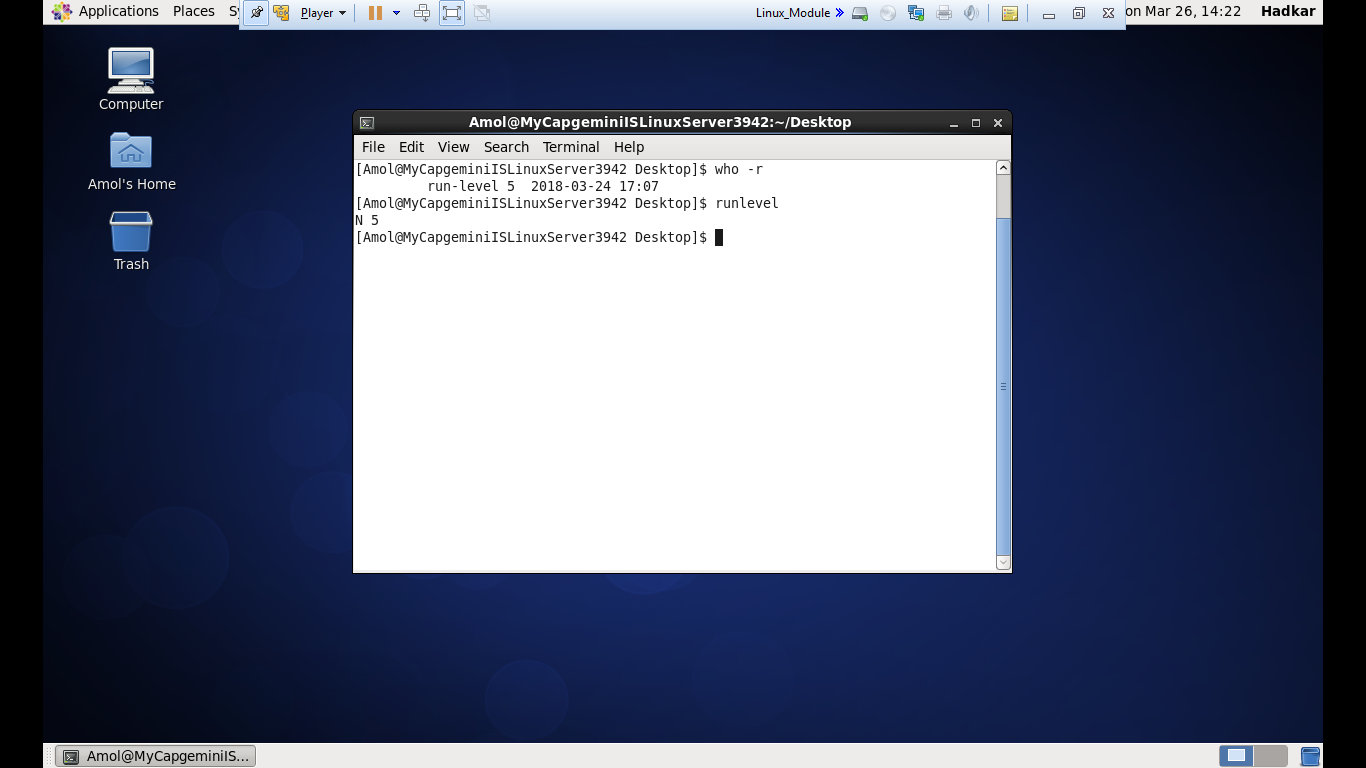 Applications Places Sy
Player
Linux_Module
on Mar 26, 14:22 Hadkar
Computer
Amol's Home
Trash
Amol@MyCapgeminiISLinuxServer3942:~/Desktop
File Edit View Search Terminal Help
[Amol@MyCapgeminiISLinuxServer3942 Desktop]$ who -r
run-level 5 2018-03-24 17:07
[Amol@MyCapgeminiISLinuxServer3942 Desktop]$ runlevel
N 5
[Amol@MyCapgeminiISLinuxServer3942 Desktop]$
Amol@MyCapgeminiIS...